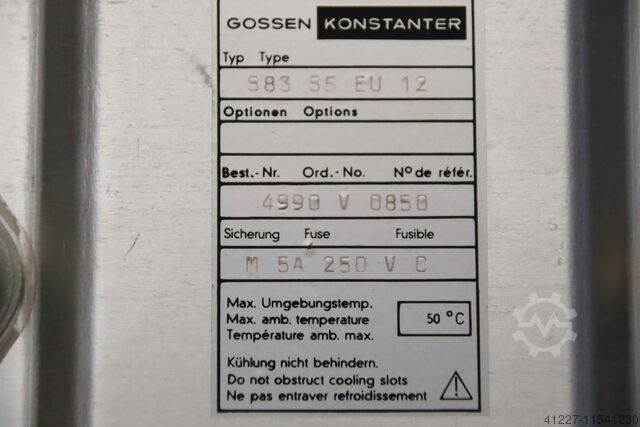 GOSSEN KONSTANTER
Typ Type
S83 S5 EU 12
Optionen Options
Best.-Nr. Ord.-No. N° de référ.
4990 V 0850
Sicherung Fuse Fusible
M 5A 250 V C
Max. Umgebungstemp.
Max. amb. temperature
Température amb. max.
50 °C
Kühlung nicht behindern.
Do not obstruct cooling slots
Ne pas entraver refroidissement
41227-11541230